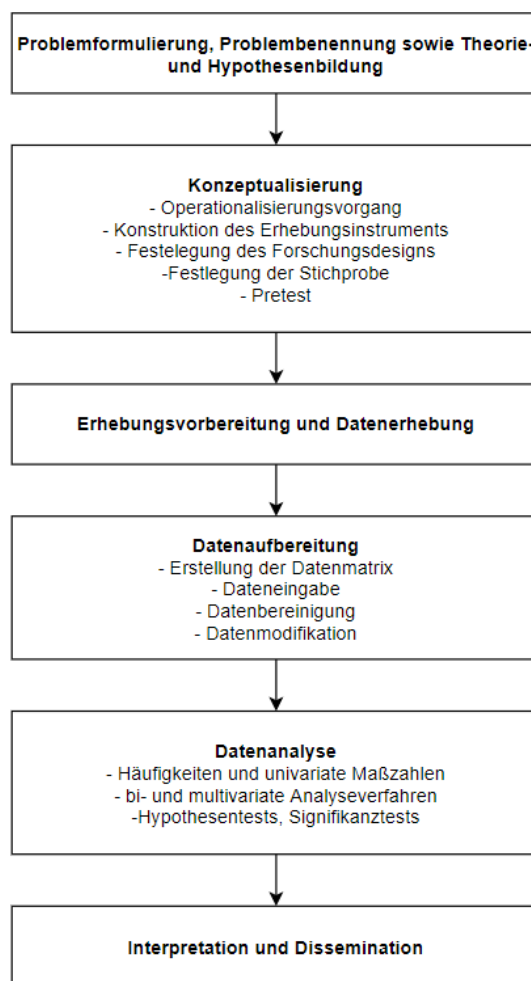 Problemformulierung, Problembenennung sowie Theorie-
und Hypothesenbildung
Konzeptualisierung
- Operationalisierungsvorgang
- Konstruktion des Erhebungsinstruments
- Festelegung des Forschungsdesigns
-Festlegung der Stichprobe
- Pretest
Erhebungsvorbereitung und Datenerhebung
Datenaufbereitung
- Erstellung der Datenmatrix
- Dateneingabe
- Datenbereinigung
- Datenmodifikation
Datenanalyse
- Häufigkeiten und univariate Maßzahlen
- bi- und multivariate Analyseverfahren
-Hypothesentests, Signifikanztests
Interpretation und Dissemination